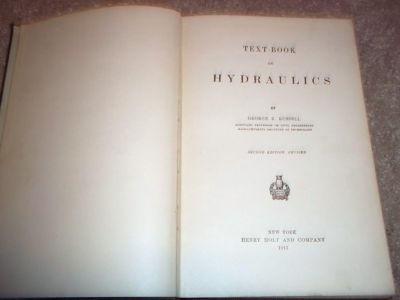 TEXT-BOOK
ON
HYDRAULICS
BY
GEORGE E. RUSSELL
ASSISTANT PROFESSOR OF CIVIL ENGINEERING
MASSACHUSETTS INSTITUTE OF TECHNOLOGY
SECOND EDITION, REVISED
NEW YORK
HENRY HOLT AND COMPANY